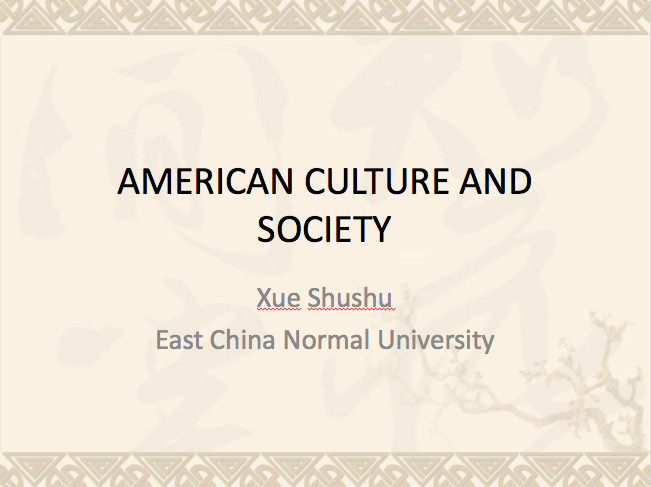 AMERICAN CULTURE AND
SOCIETY
Xue Shushu
East China Normal University